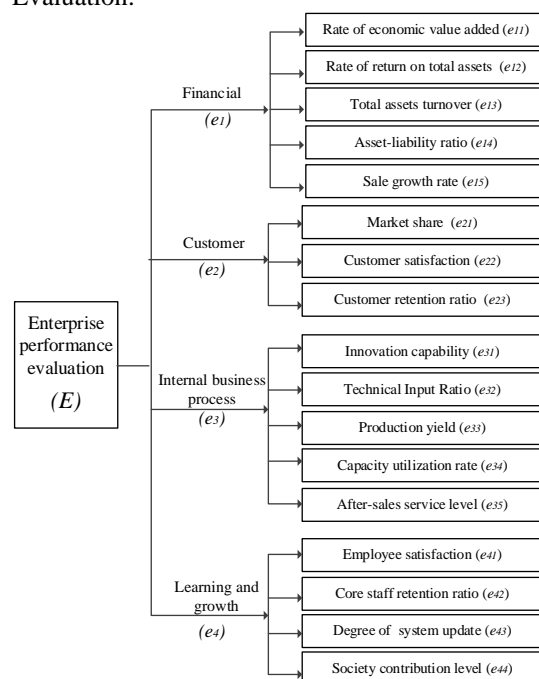 Evaluation.
Enterprise
performance
evaluation
(E)
Financial
(e1)
Rate of economic value added (e11)
Rate of return on total assets (e12)
Total assets turnover (e13)
Asset-liability ratio (e14)
Sale growth rate (e15)
Customer
(e2)
Market share (e21)
Customer satisfaction (e22)
Customer retention ratio (e23)
Internal business
process
(e3)
Innovation capability (e31)
Technical Input Ratio (e32)
Production yield (e33)
Capacity utilization rate (e34)
After-sales service level (e35)
Learning and
growth
(e4)
Employee satisfaction (e41)
Core staff retention ratio (e42)
Degree of system update (e43)
Society contribution level (e44)